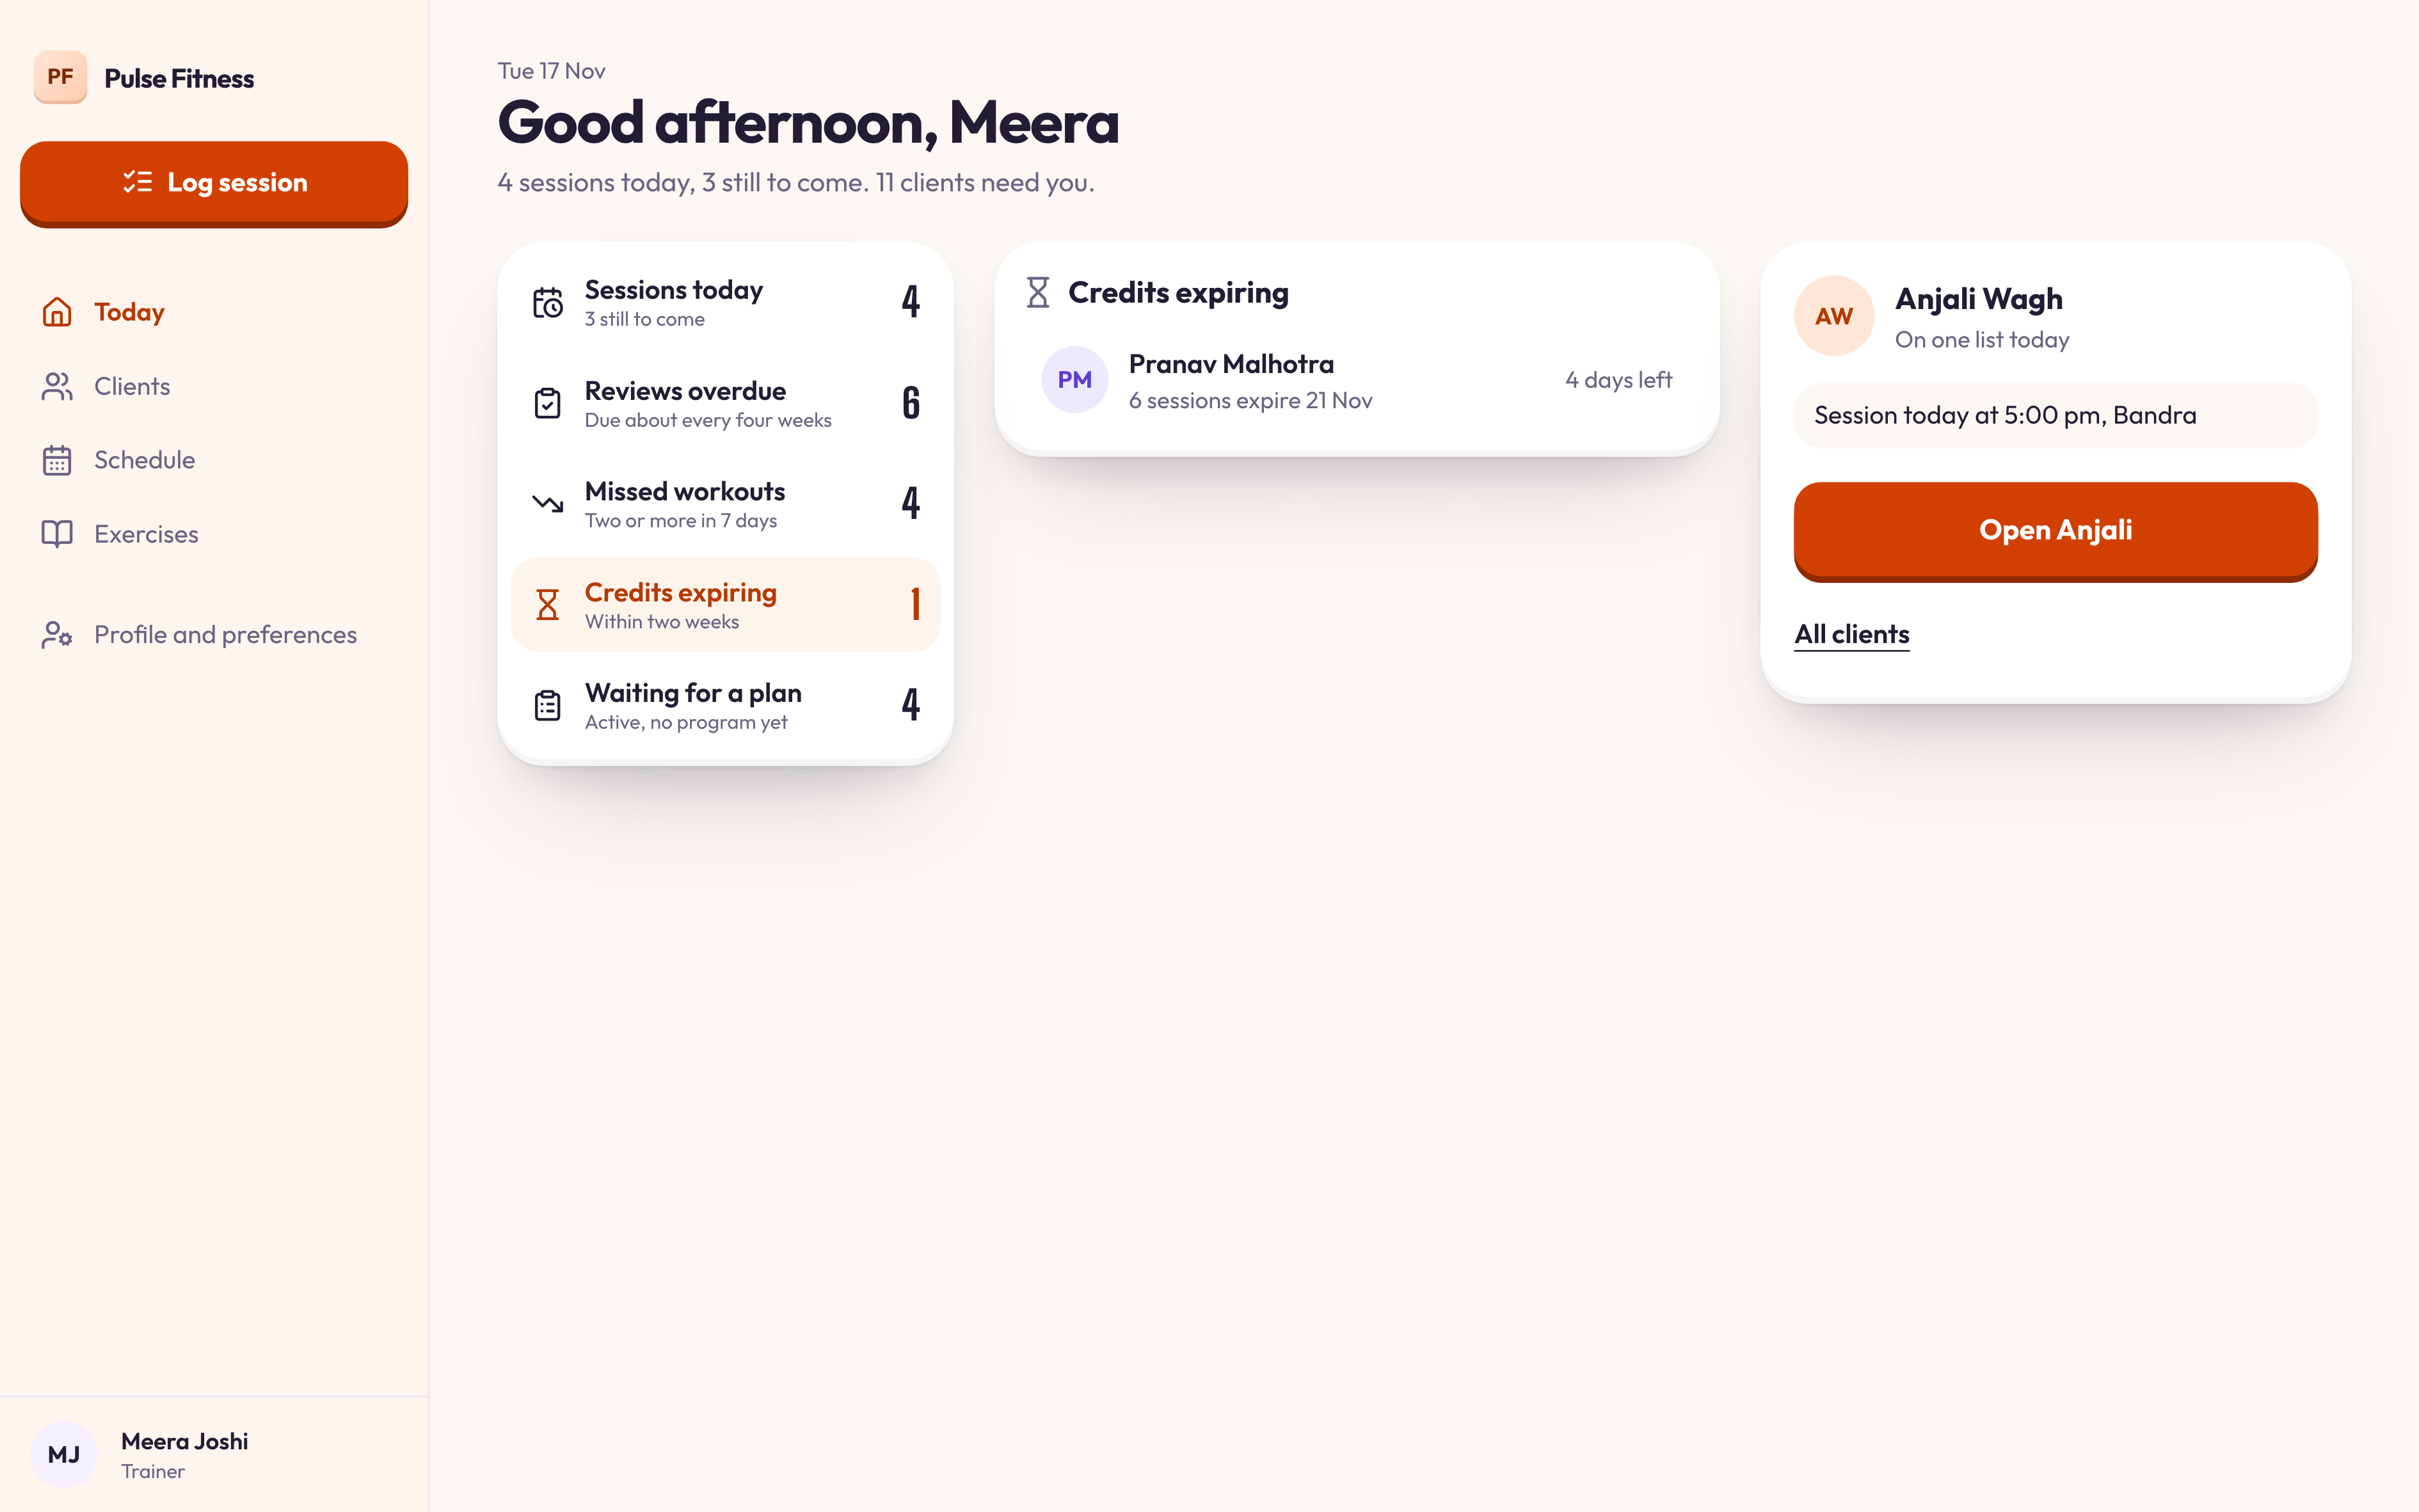 PF
Pulse Fitness
Log session
Today
Clients
Schedule
Exercises
Profile and preferences
MJ
Meera Joshi
Trainer
Tue 17 Nov
Good afternoon, Meera
4 sessions today, 3 still to come. 11 clients need you.
Sessions today
3 still to come
4
Reviews overdue
Due about every four weeks
6
Missed workouts
Two or more in 7 days
4
Credits expiring
Within two weeks
1
Waiting for a plan
Active, no program yet
4
Credits expiring
PM
Pranav Malhotra
6 sessions expire 21 Nov
4 days left
AW
Anjali Wagh
On one list today
Session today at 5:00 pm, Bandra
Open Anjali
All clients